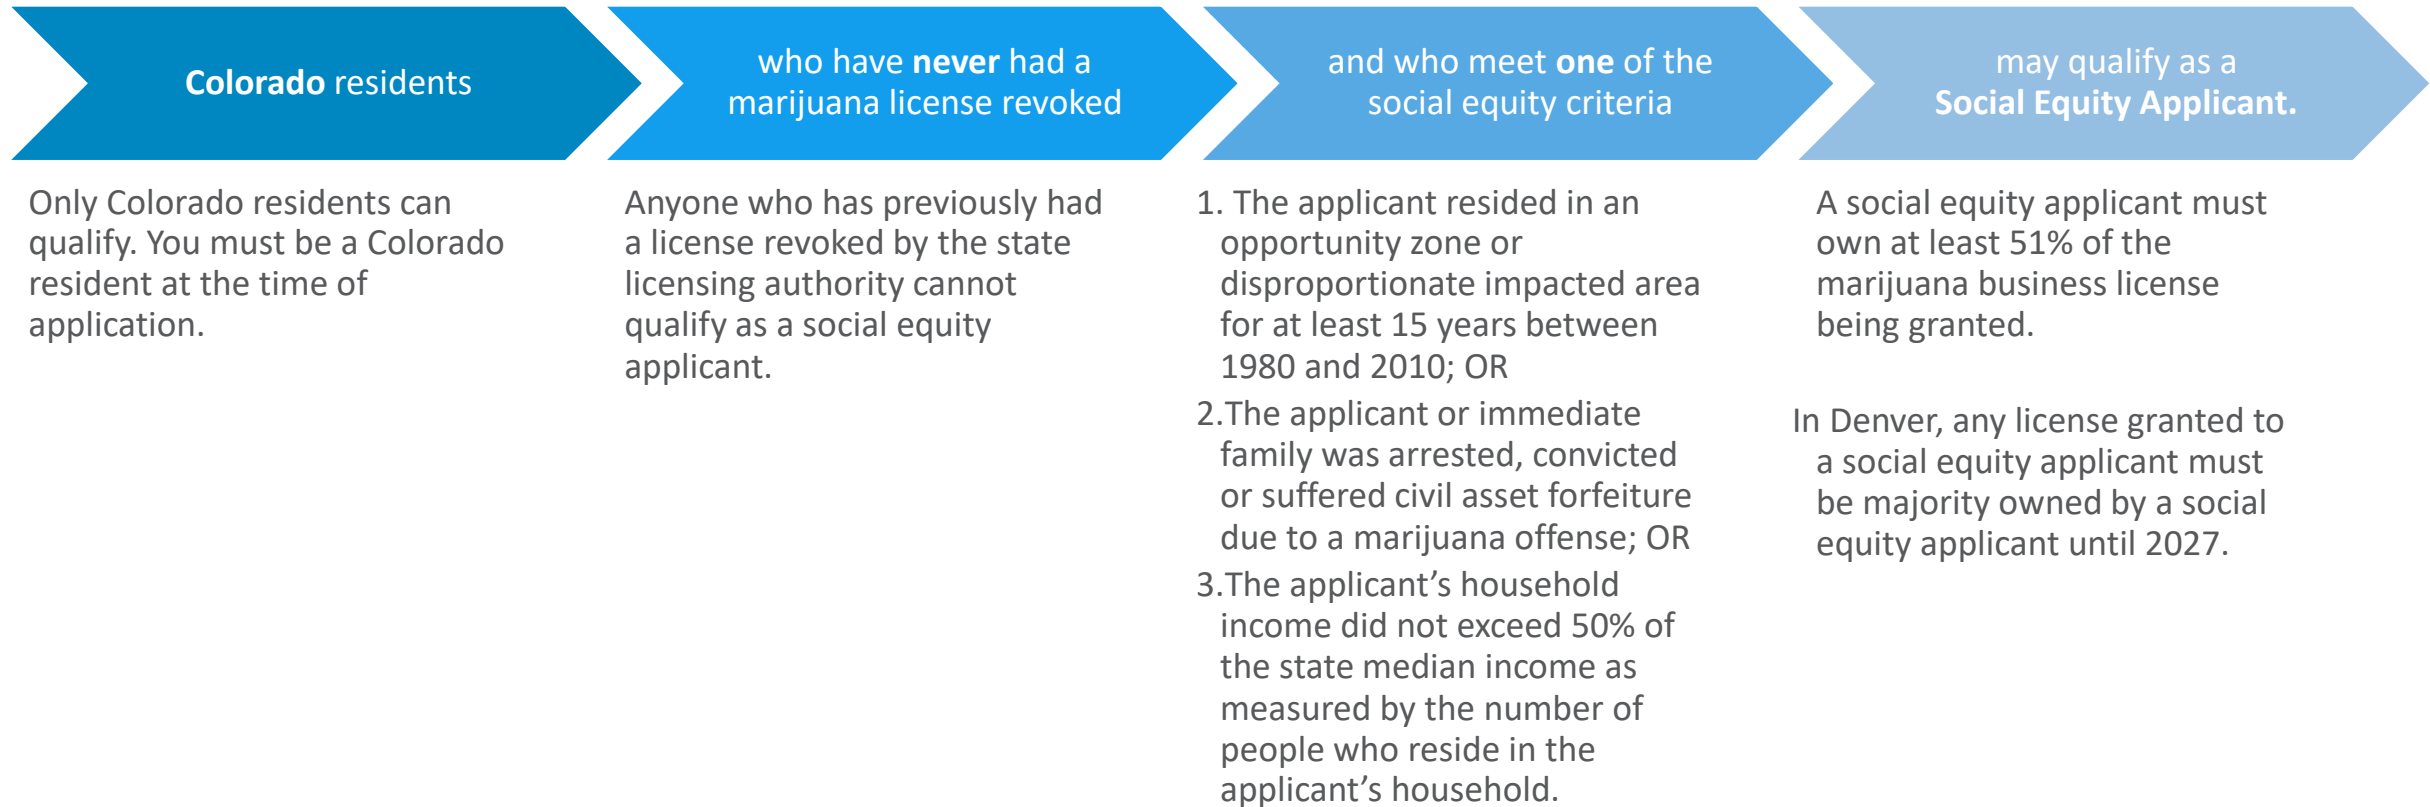 Colorado residents
who have never had a
marijuana license revoked
and who meet one of the
social equity criteria
may qualify as a
Social Equity Applicant.
Only Colorado residents can
qualify. You must be a Colorado
resident at the time of
application.
Anyone who has previously had
a license revoked by the state
licensing authority cannot
qualify as a social equity
applicant.
1. The applicant resided in an
opportunity zone or
disproportionate impacted area
for at least 15 years between
1980 and 2010; OR
2.The applicant or immediate
family was arrested, convicted
or suffered civil asset forfeiture
due to a marijuana offense; OR
3.The applicant’s household
income did not exceed 50% of
the state median income as
measured by the number of
people who reside in the
applicant’s household.
A social equity applicant must
own at least 51% of the
marijuana business license
being granted.
In Denver, any license granted to
a social equity applicant must
be majority owned by a social
equity applicant until 2027.